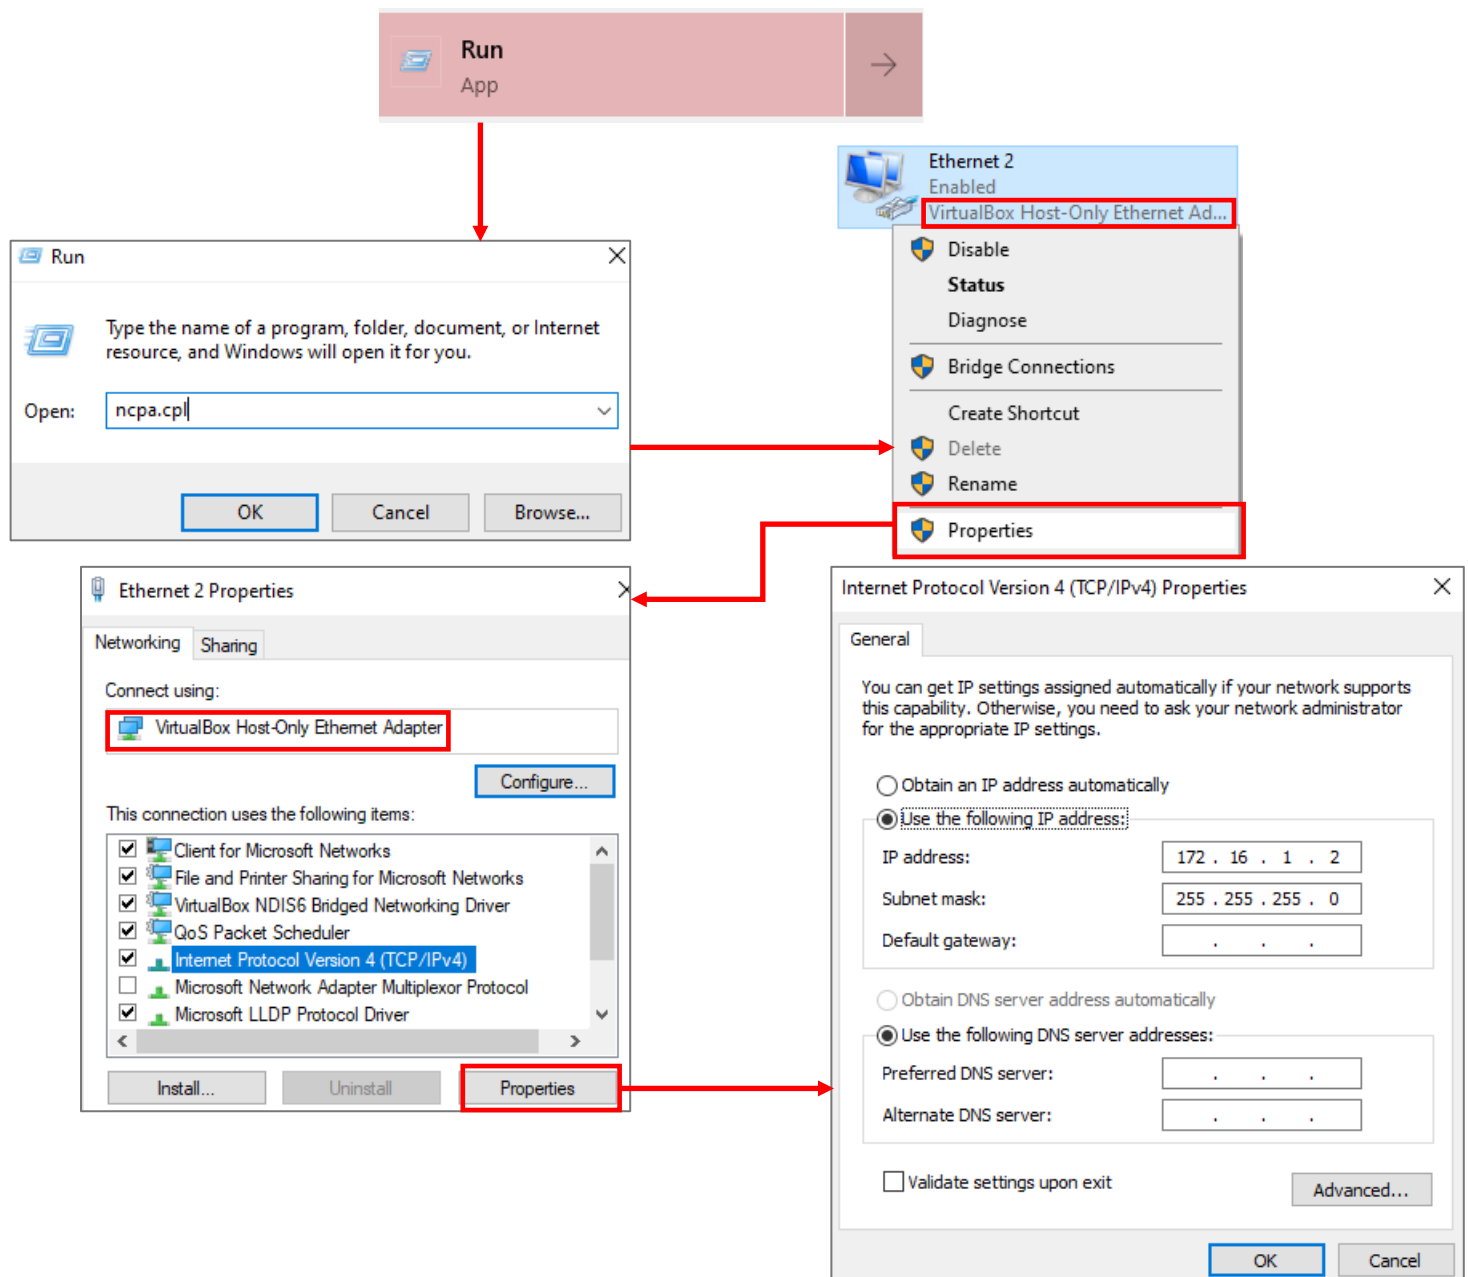 Run
App
Run
Type the name of a program, folder, document, or Internet
resource, and Windows will open it for you.
Open:
ncpa.cpl
OK
Cancel
Browse...
Ethernet 2
Enabled
VirtualBox Host-Only Ethernet Ad...
Disable
Status
Diagnose
Bridge Connections
Create Shortcut
Delete
Rename
Properties
Ethernet 2 Properties
Networking
Sharing
Connect using:
VirtualBox Host-Only Ethernet Adapter
Configure...
This connection uses the following items:
Client for Microsoft Networks
File and Printer Sharing for Microsoft Networks
VirtualBox NDIS6 Bridged Networking Driver
QoS Packet Scheduler
Internet Protocol Version 4 (TCP/IPv4)
Microsoft Network Adapter Multiplexor Protocol
Microsoft LLDP Protocol Driver
Install...
Uninstall
Properties
Internet Protocol Version 4 (TCP/IPv4) Properties
General
You can get IP settings assigned automatically if your network supports
this capability. Otherwise, you need to ask your network administrator
for the appropriate IP settings.
Obtain an IP address automatically
Use the following IP address:
IP address:
172 . 16 . 1 . 2
Subnet mask:
255 . 255 . 255 . 0
Default gateway:
. . .
Obtain DNS server address automatically
Use the following DNS server addresses:
Preferred DNS server:
. . .
Alternate DNS server:
. . .
Validate settings upon exit
Advanced...
OK
Cancel